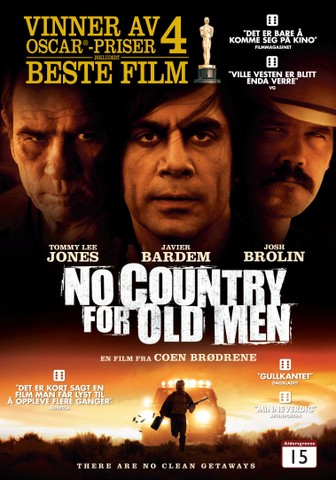 VINNER AV 4
OSCAR®-PRISER
INKLUDERT
BESTE FILM
"DET ER BARE Å
KOMME SEG PÅ KINO"
FILMMAGASINET
"VILLE VESTEN ER BLITT
ENDA VERRE"
VG
TOMMY LEE
JONES
JAVIER
BARDEM
JOSH
BROLIN
NO COUNTRY
FOR OLD MEN
EN FILM FRA COEN BRØDRENE
"DET ER KORT SAGT EN
FILM MAN FÅR LYST TIL
Å OPPLEVE FLERE GANGER"
"GULLKANTET"
DAGBLADET
"MINNEVERDIG"
AFTENPOSTEN
THERE ARE NO CLEAN GETAWAYS
Aldersgrense
15